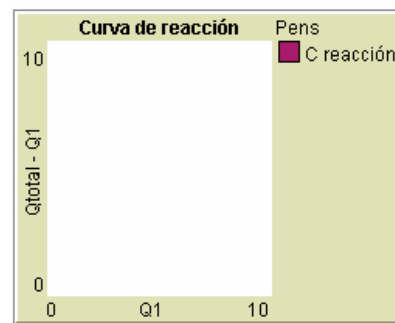 Curva de reacción
Pens
C reacción
10
Qtotal - Q1
0
0
Q1
10